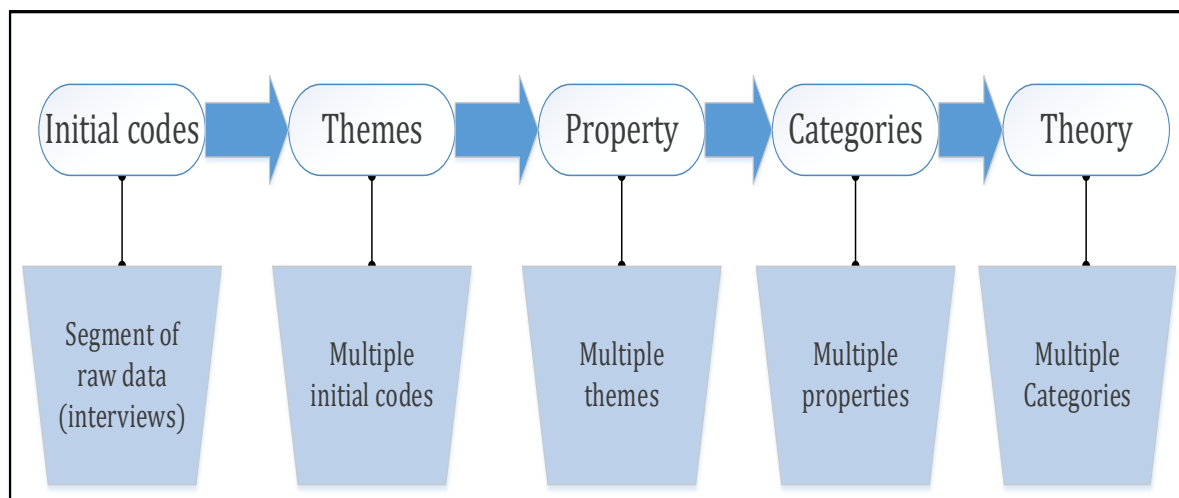 Initial codes
Themes
Property
Categories
Theory
Segment of
raw data
(interviews)
Multiple
initial codes
Multiple
themes
Multiple
properties
Multiple
Categories